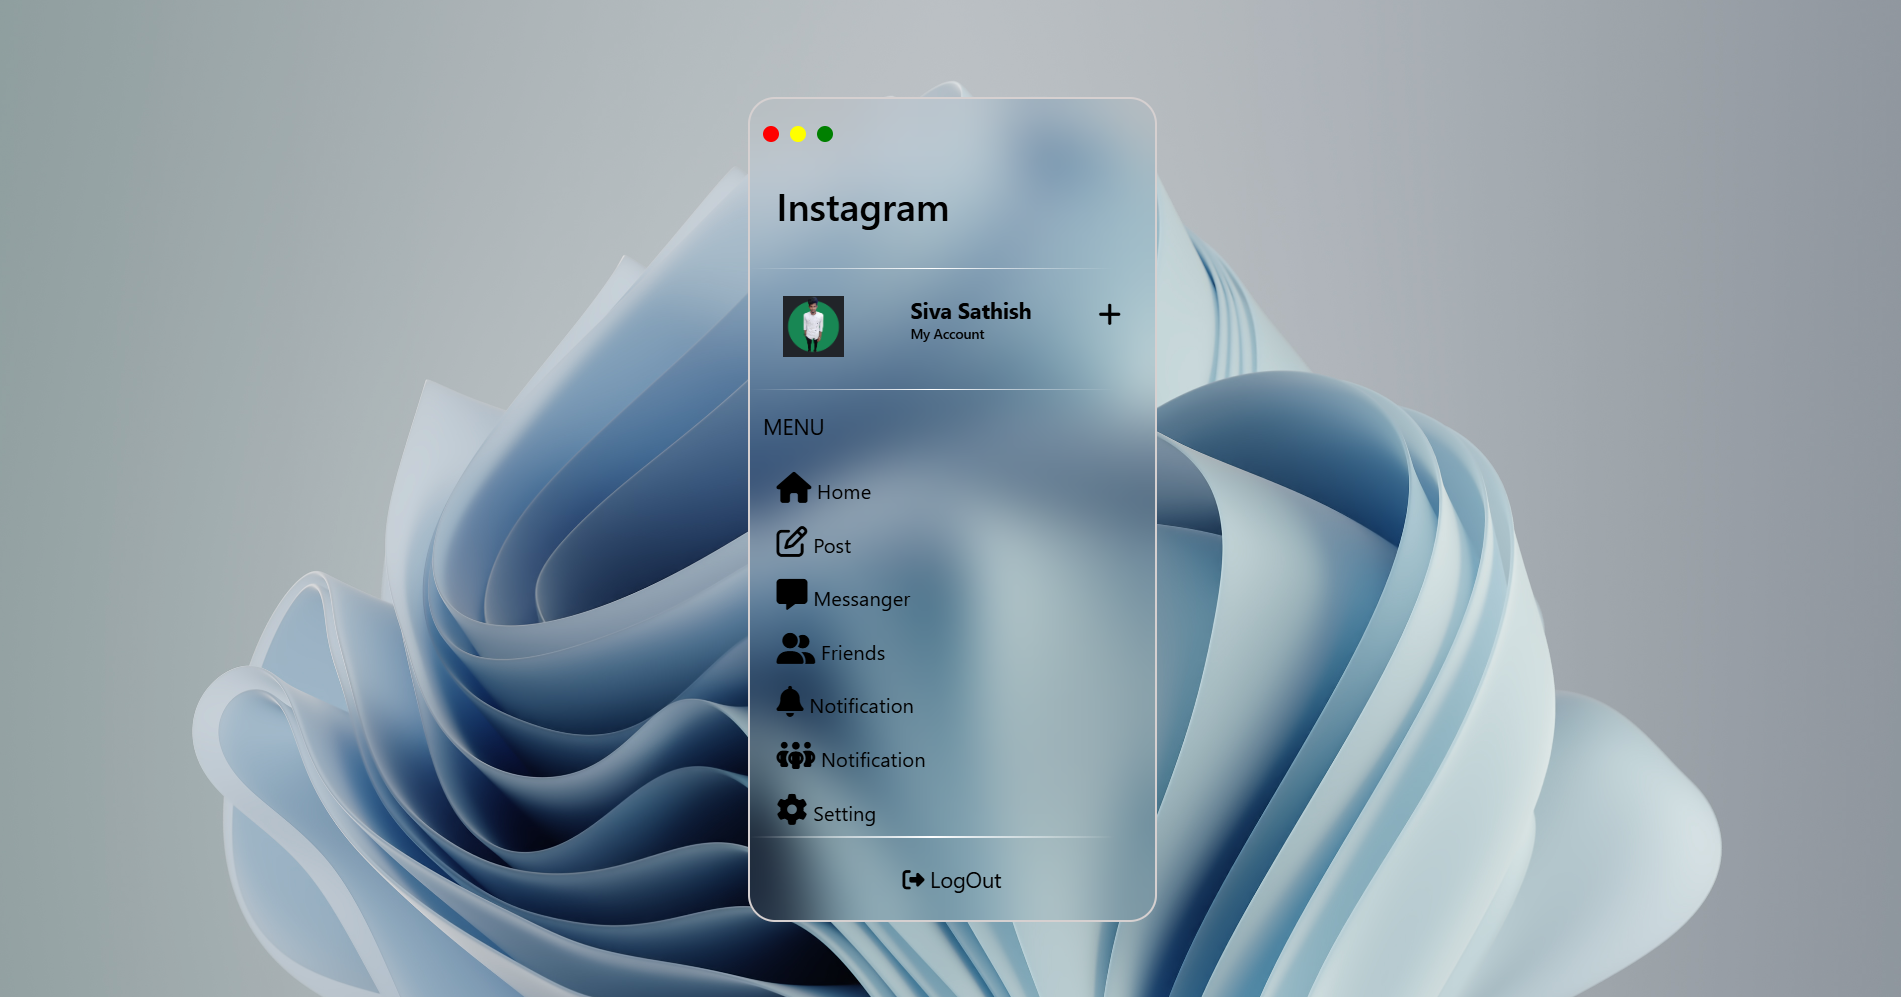 Instagram
Siva Sathish
My Account
MENU
Home
Post
Messanger
Friends
Notification
Notification
Setting
LogOut